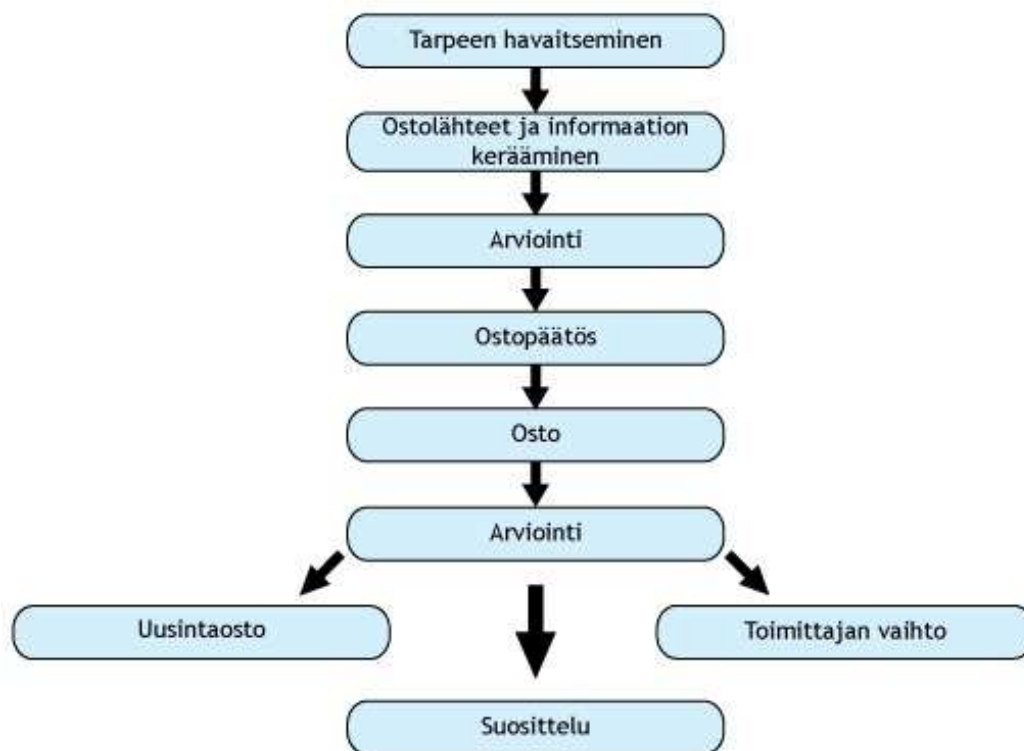 Tarpeen havaitseminen
Ostolähteet ja informaation
kerääminen
Arviointi
Ostopäätös
Osto
Arviointi
Uusintaosto
Toimittajan vaihto
Suosittelu